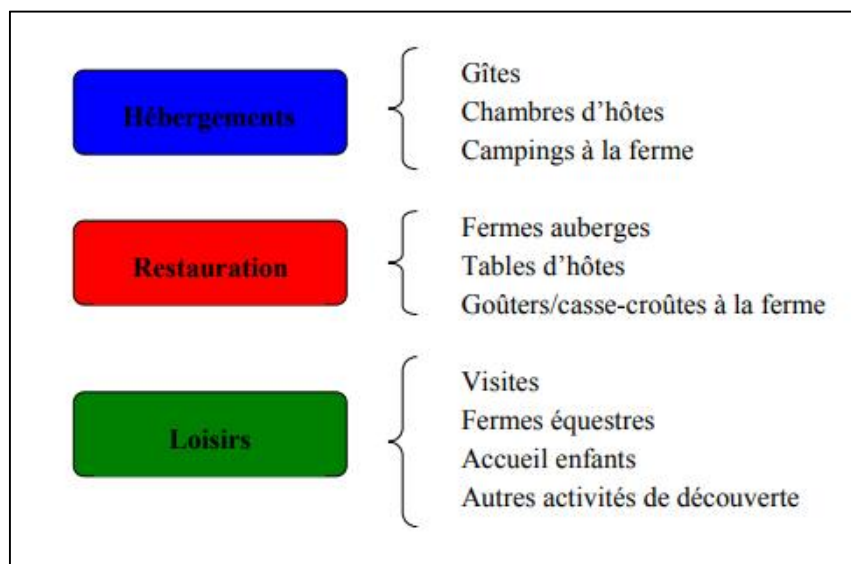 Hébergements
Gîtes
Chambres d'hôtes
Campings à la ferme
Restauration
Fermes auberges
Tables d'hôtes
Goûters/casse-croûtes à la ferme
Loisirs
Visites
Fermes équestres
Accueil enfants
Autres activités de découverte